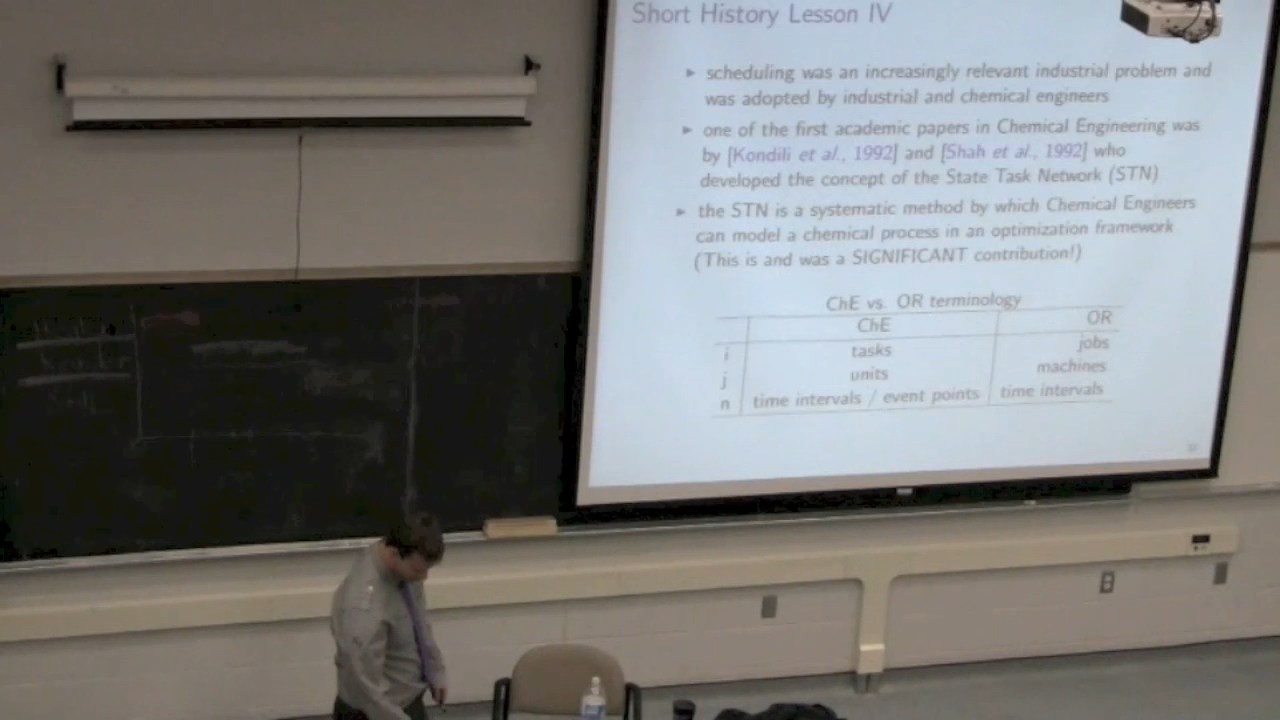 Short History Lesson IV
▸ scheduling was an increasingly relevant industrial problem and
was adopted by industrial and chemical engineers
▸ one of the first academic papers in Chemical Engineering was
by [Kondili et al., 1992] and [Shah et al., 1992] who
developed the concept of the State Task Network (STN)
▸ the STN is a systematic method by which Chemical Engineers
can model a chemical process in an optimization framework
(This is and was a SIGNIFICANT contribution!)
ChE vs. OR terminology
ChE OR
i tasks jobs
j units machines
n time intervals / event points time intervals